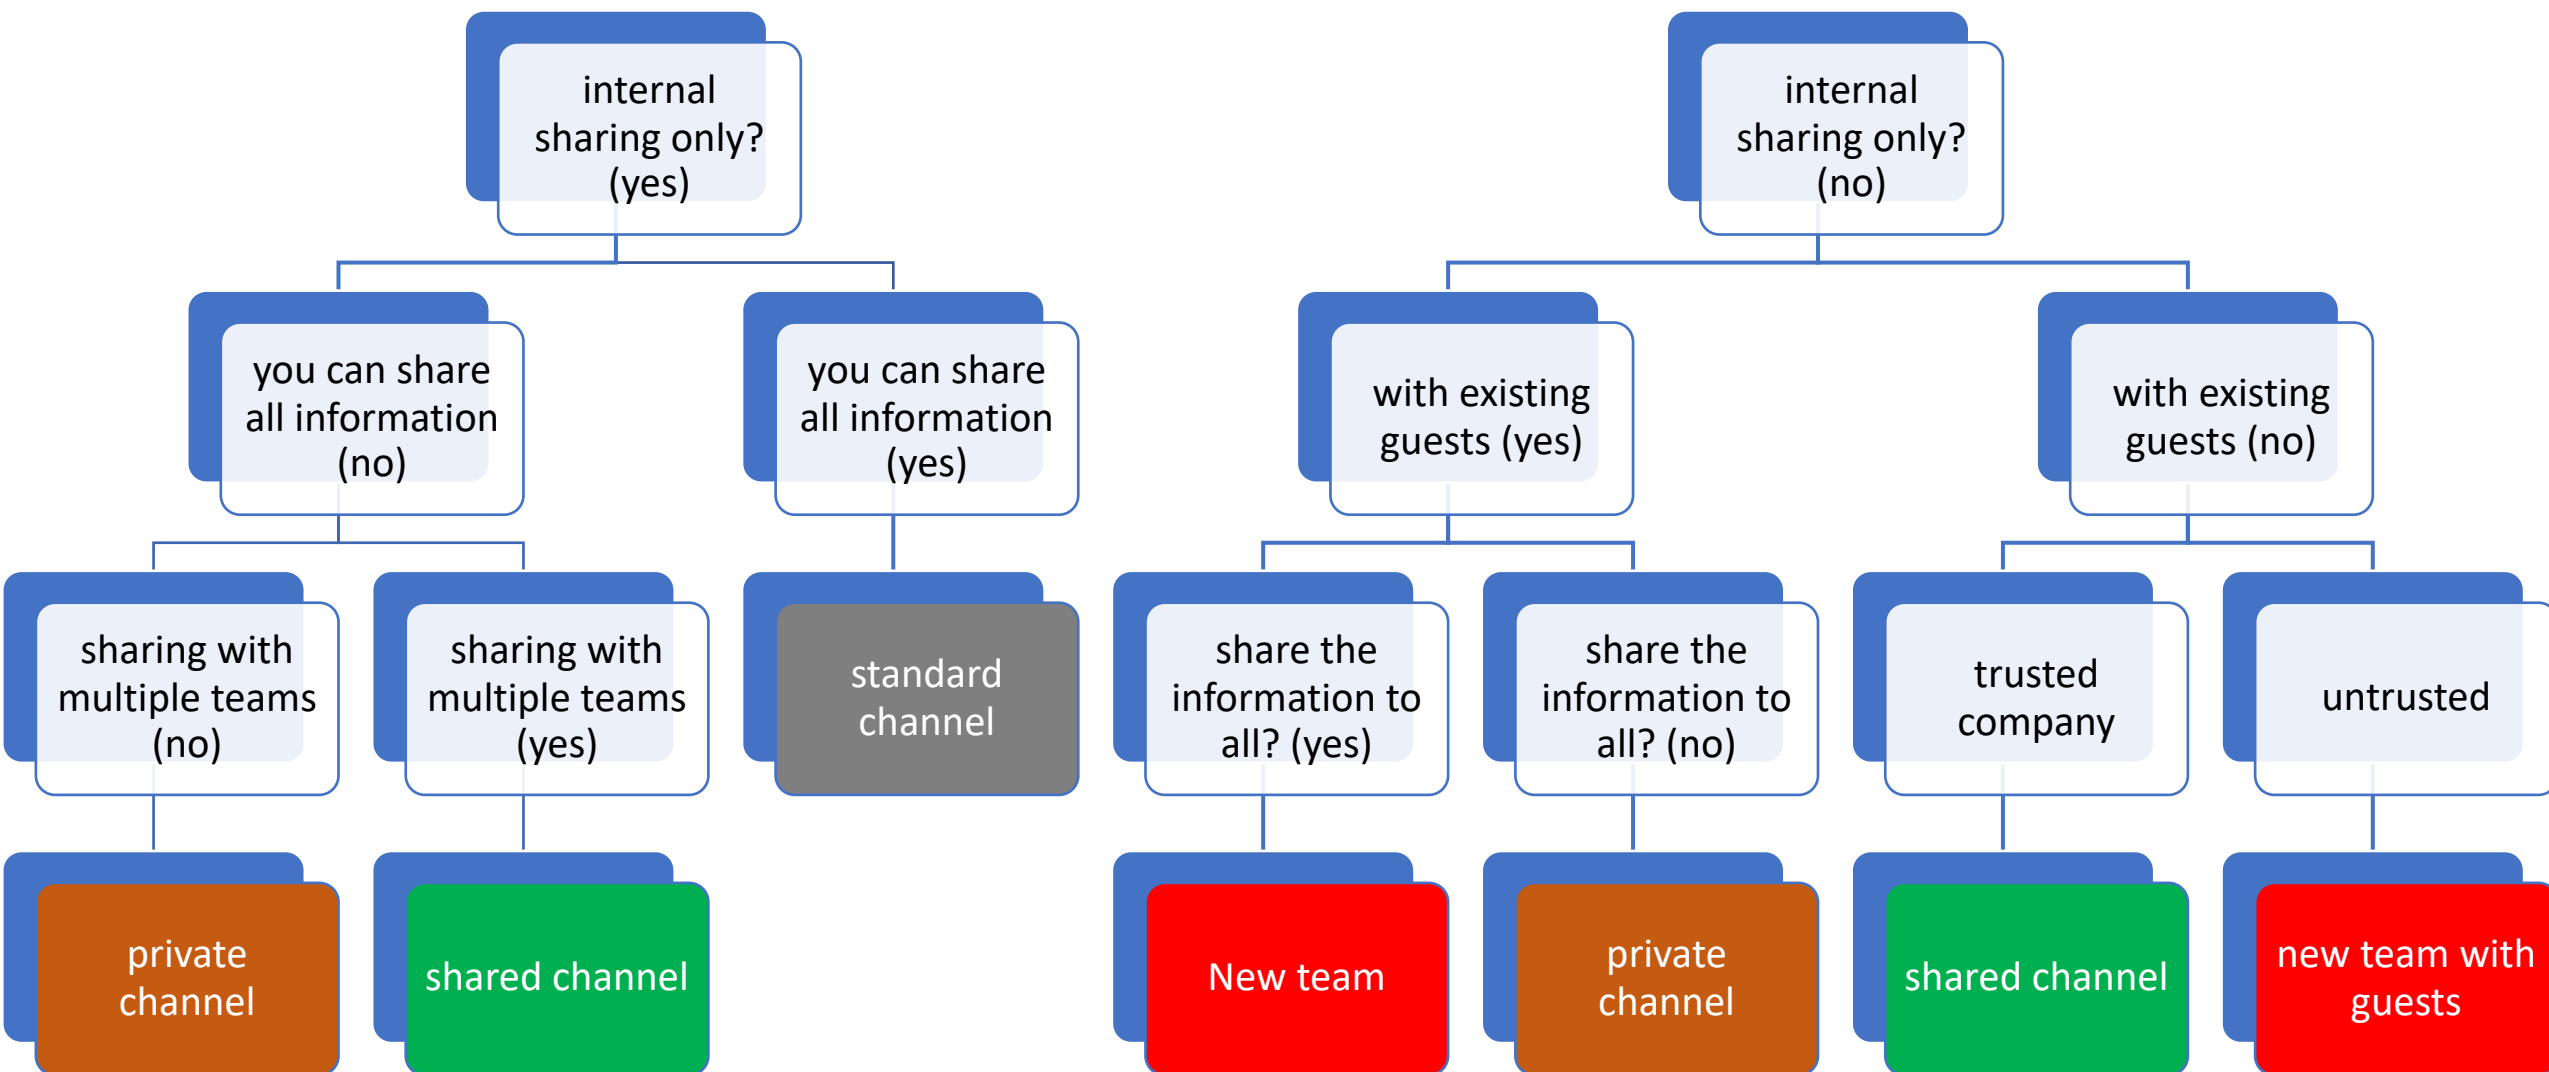 internal
sharing only?
(yes)
internal
sharing only?
(no)
you can share
all information
(no)
you can share
all information
(yes)
with existing
guests (yes)
with existing
guests (no)
sharing with
multiple teams
(no)
sharing with
multiple teams
(yes)
standard
channel
share the
information to
all? (yes)
share the
information to
all? (no)
trusted
company
untrusted
private
channel
shared channel
New team
private
channel
shared channel
new team with
guests